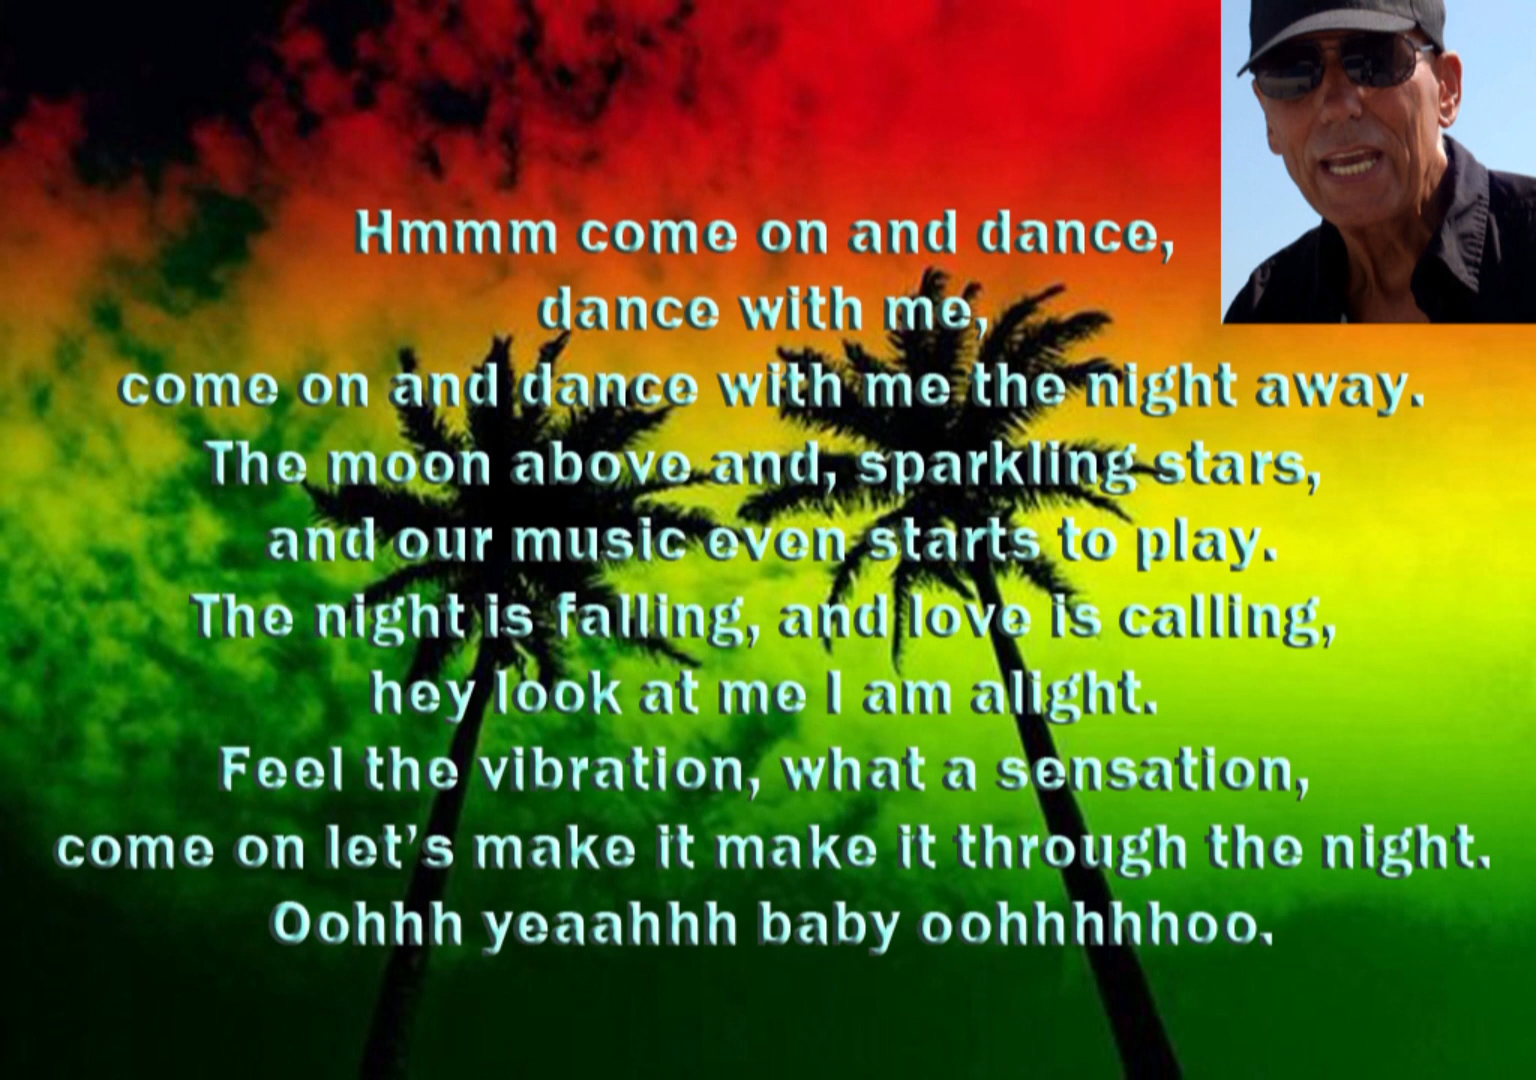 Hmmm come on and dance,
dance with me,
come on and dance with me the night away.
The moon above and, sparkling stars,
and our music even starts to play.
The night is falling, and love is calling,
hey look at me I am alight.
Feel the vibration, what a sensation,
come on let's make it make it through the night.
Oohhh yeaahhh baby oohhhhhoo.